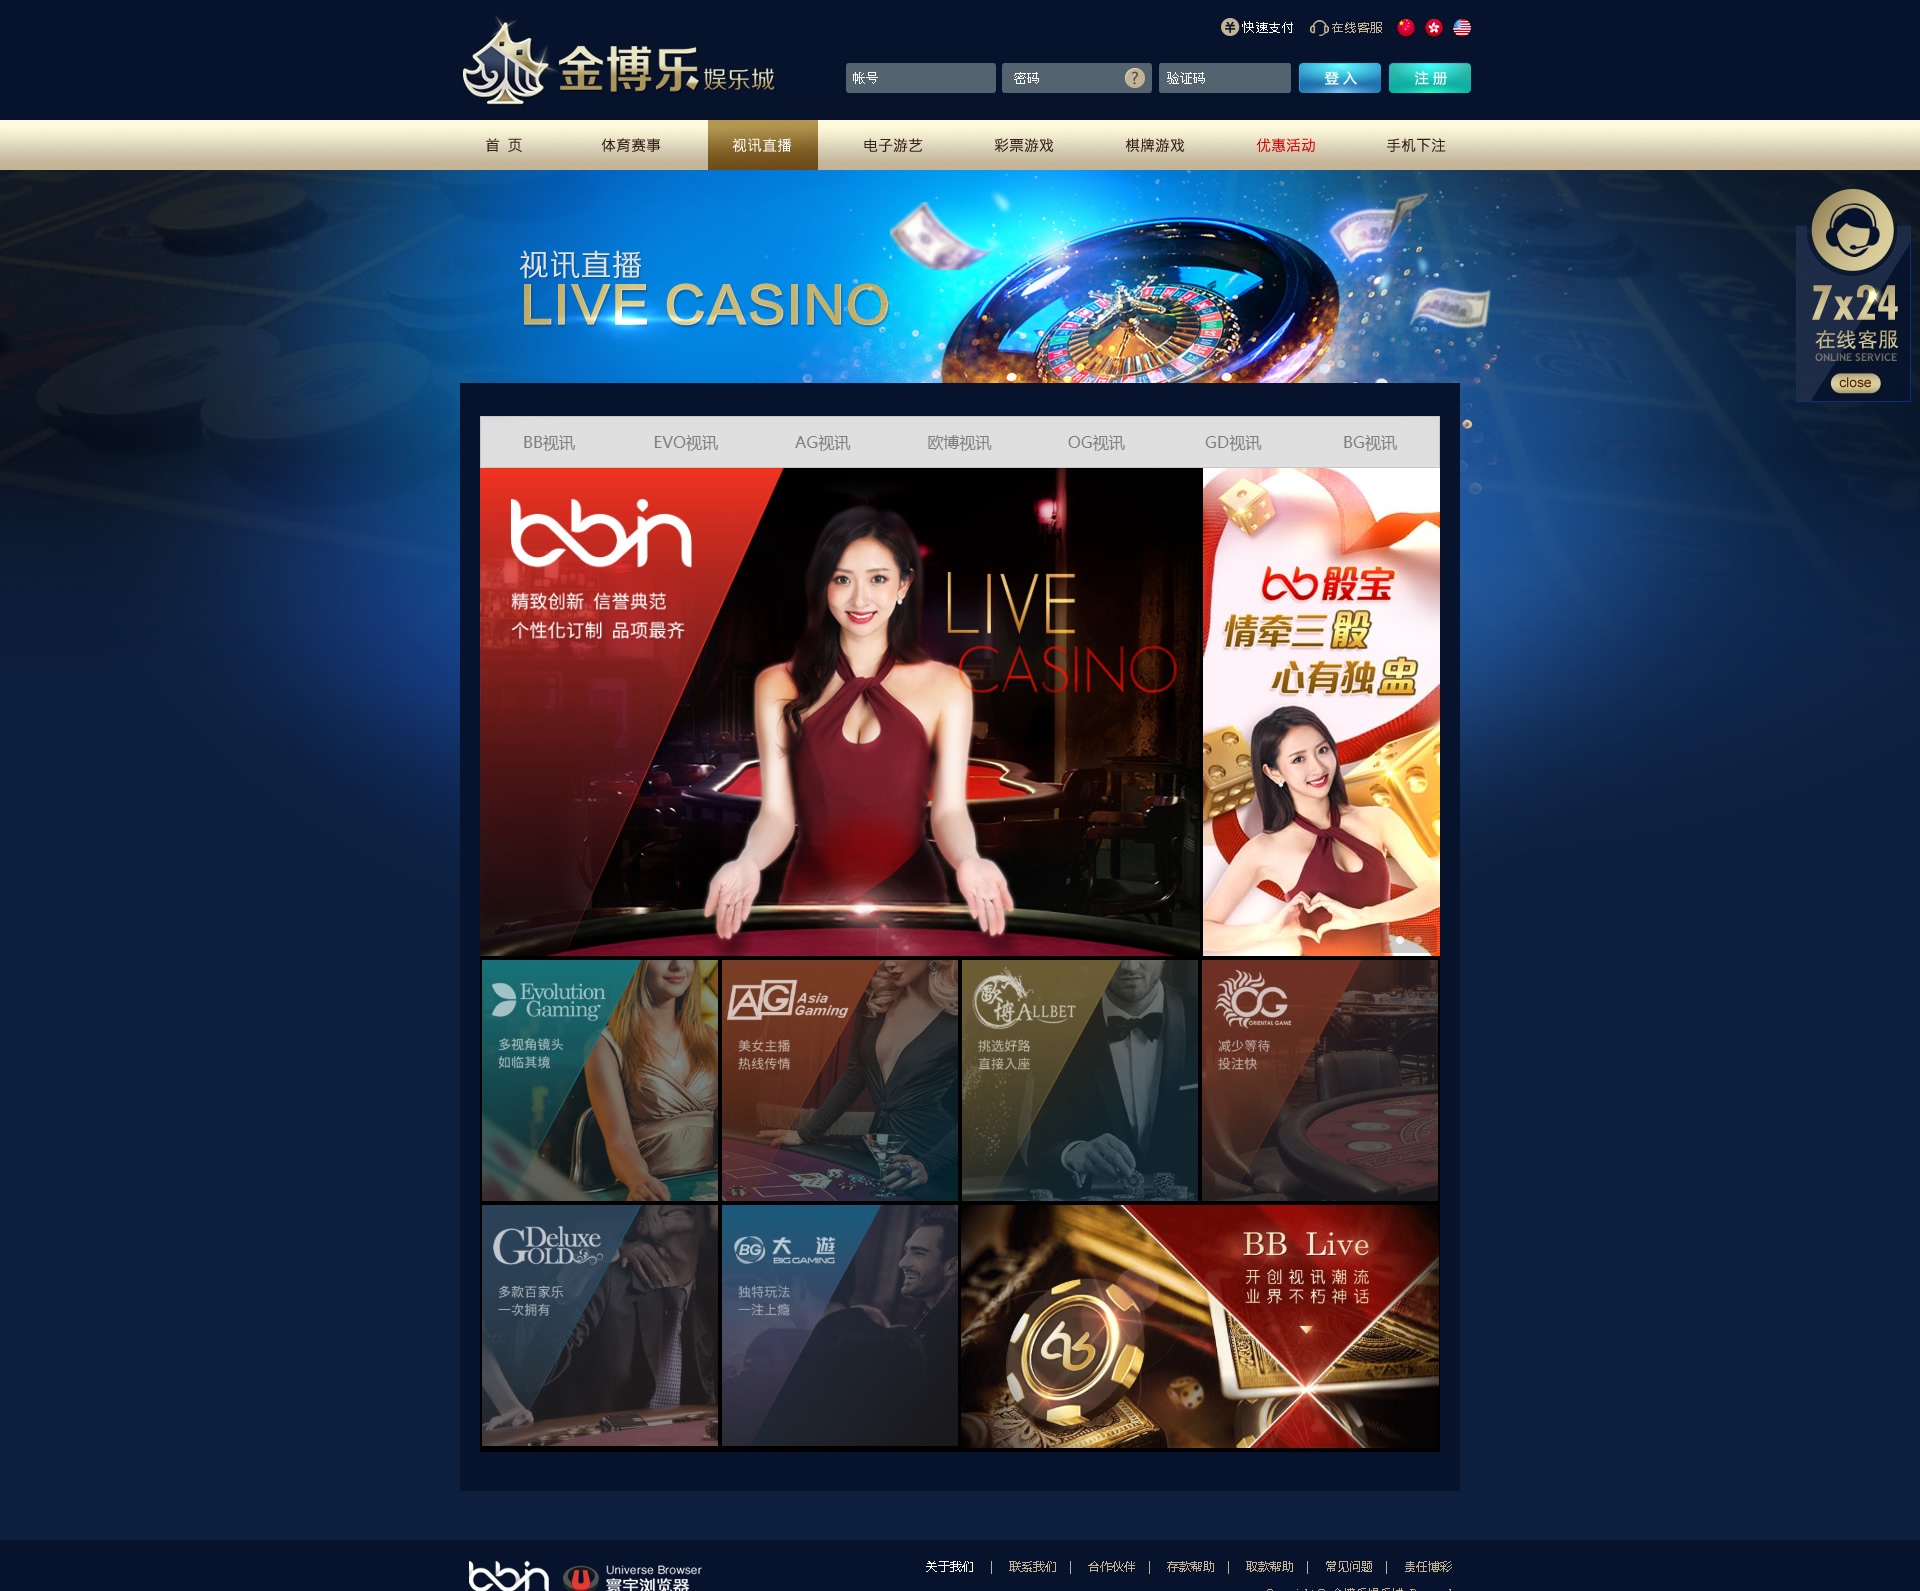 快速支付 在线客服
金博乐娱乐城
帐号 密码 ? 验证码 登入 注册
首 页 体育赛事 视讯直播 电子游艺 彩票游戏 棋牌游戏 优惠活动 手机下注
视讯直播
LIVE CASINO
7x24
在线客服
ONLINE SERVICE
close
BB视讯 EVO视讯 AG视讯 欧博视讯 OG视讯 GD视讯 BG视讯
bbin
精致创新 信誉典范
个性化订制 品项最齐
LIVE
CASINO
bb骰宝
情牵三骰
心有独盅
Evolution
Gaming
多视角镜头
如临其境
AG Asia
Gaming
美女主播
热线传情
欧博 ALLBET
挑选好路
直接入座
OG
ORIENTAL GAME
减少等待
投注快
GDeluxe
GOLD
多款百家乐
一次拥有
BG 大遊
BIG GAMING
独特玩法
一注上瘾
BB Live
开创视讯潮流
业界不朽神话
bbin
Universe Browser
寰宇浏览器
关于我们 | 联系我们 | 合作伙伴 | 存款帮助 | 取款帮助 | 常见问题 | 责任博彩